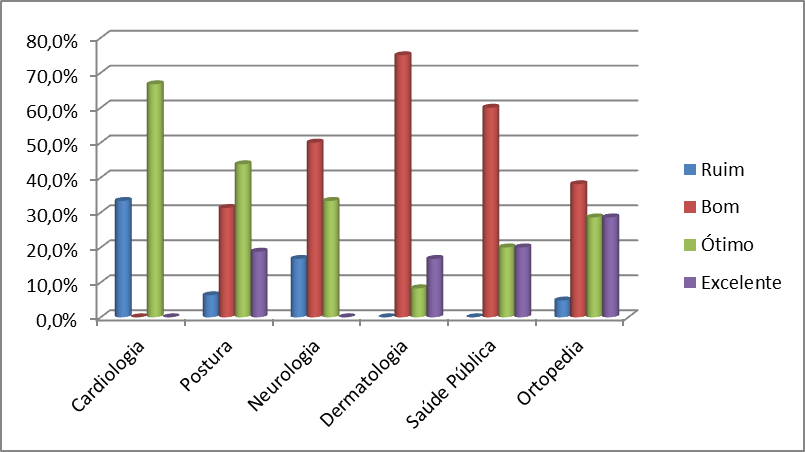 80,0%
70,0%
60,0%
50,0%
40,0%
30,0%
20,0%
10,0%
0,0%
Cardiologia
Postura
Neurologia
Dermatologia
Saúde Pública
Ortopedia
Ruim
Bom
Ótimo
Excelente